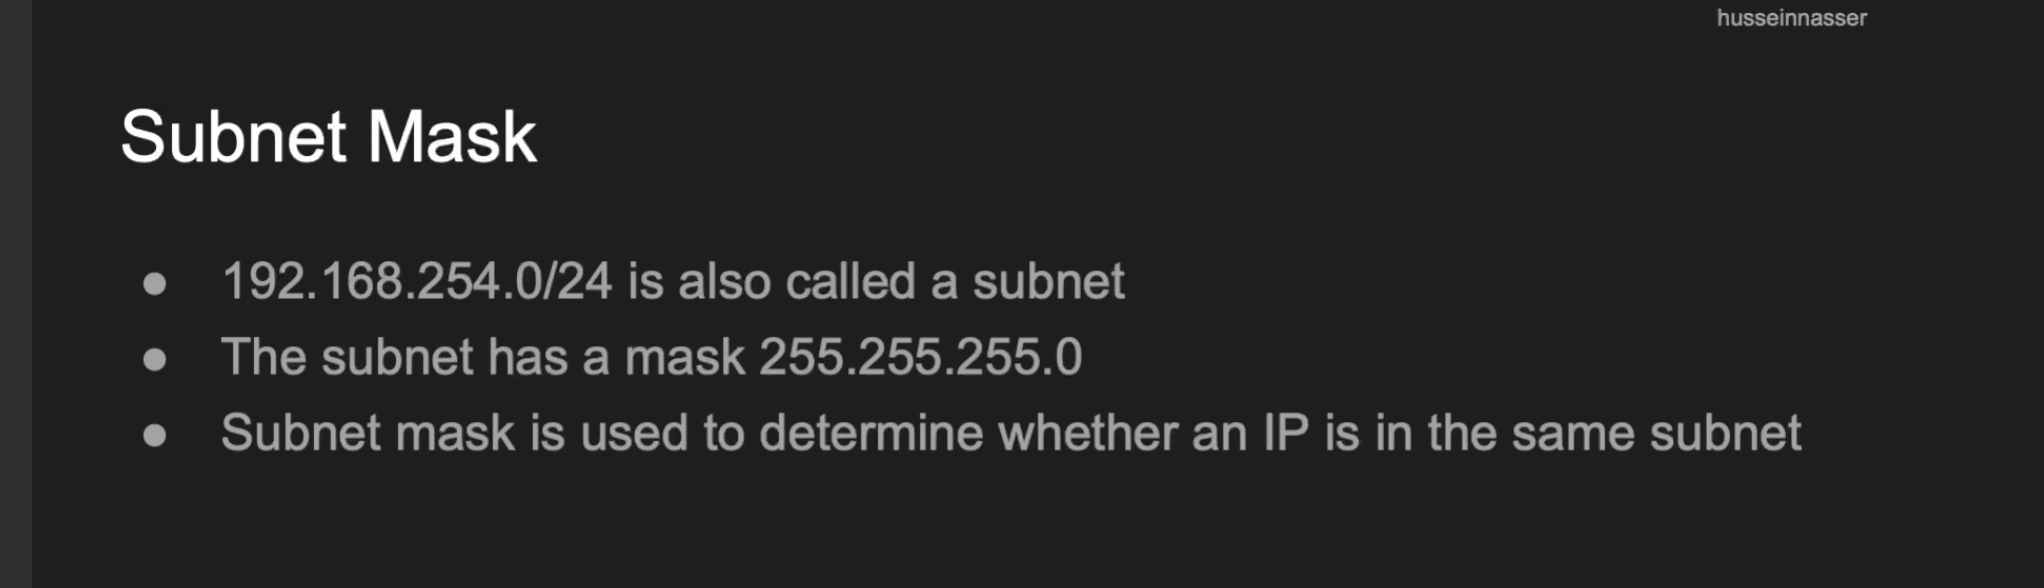 husseinnasser
Subnet Mask
● 192.168.254.0/24 is also called a subnet
● The subnet has a mask 255.255.255.0
● Subnet mask is used to determine whether an IP is in the same subnet